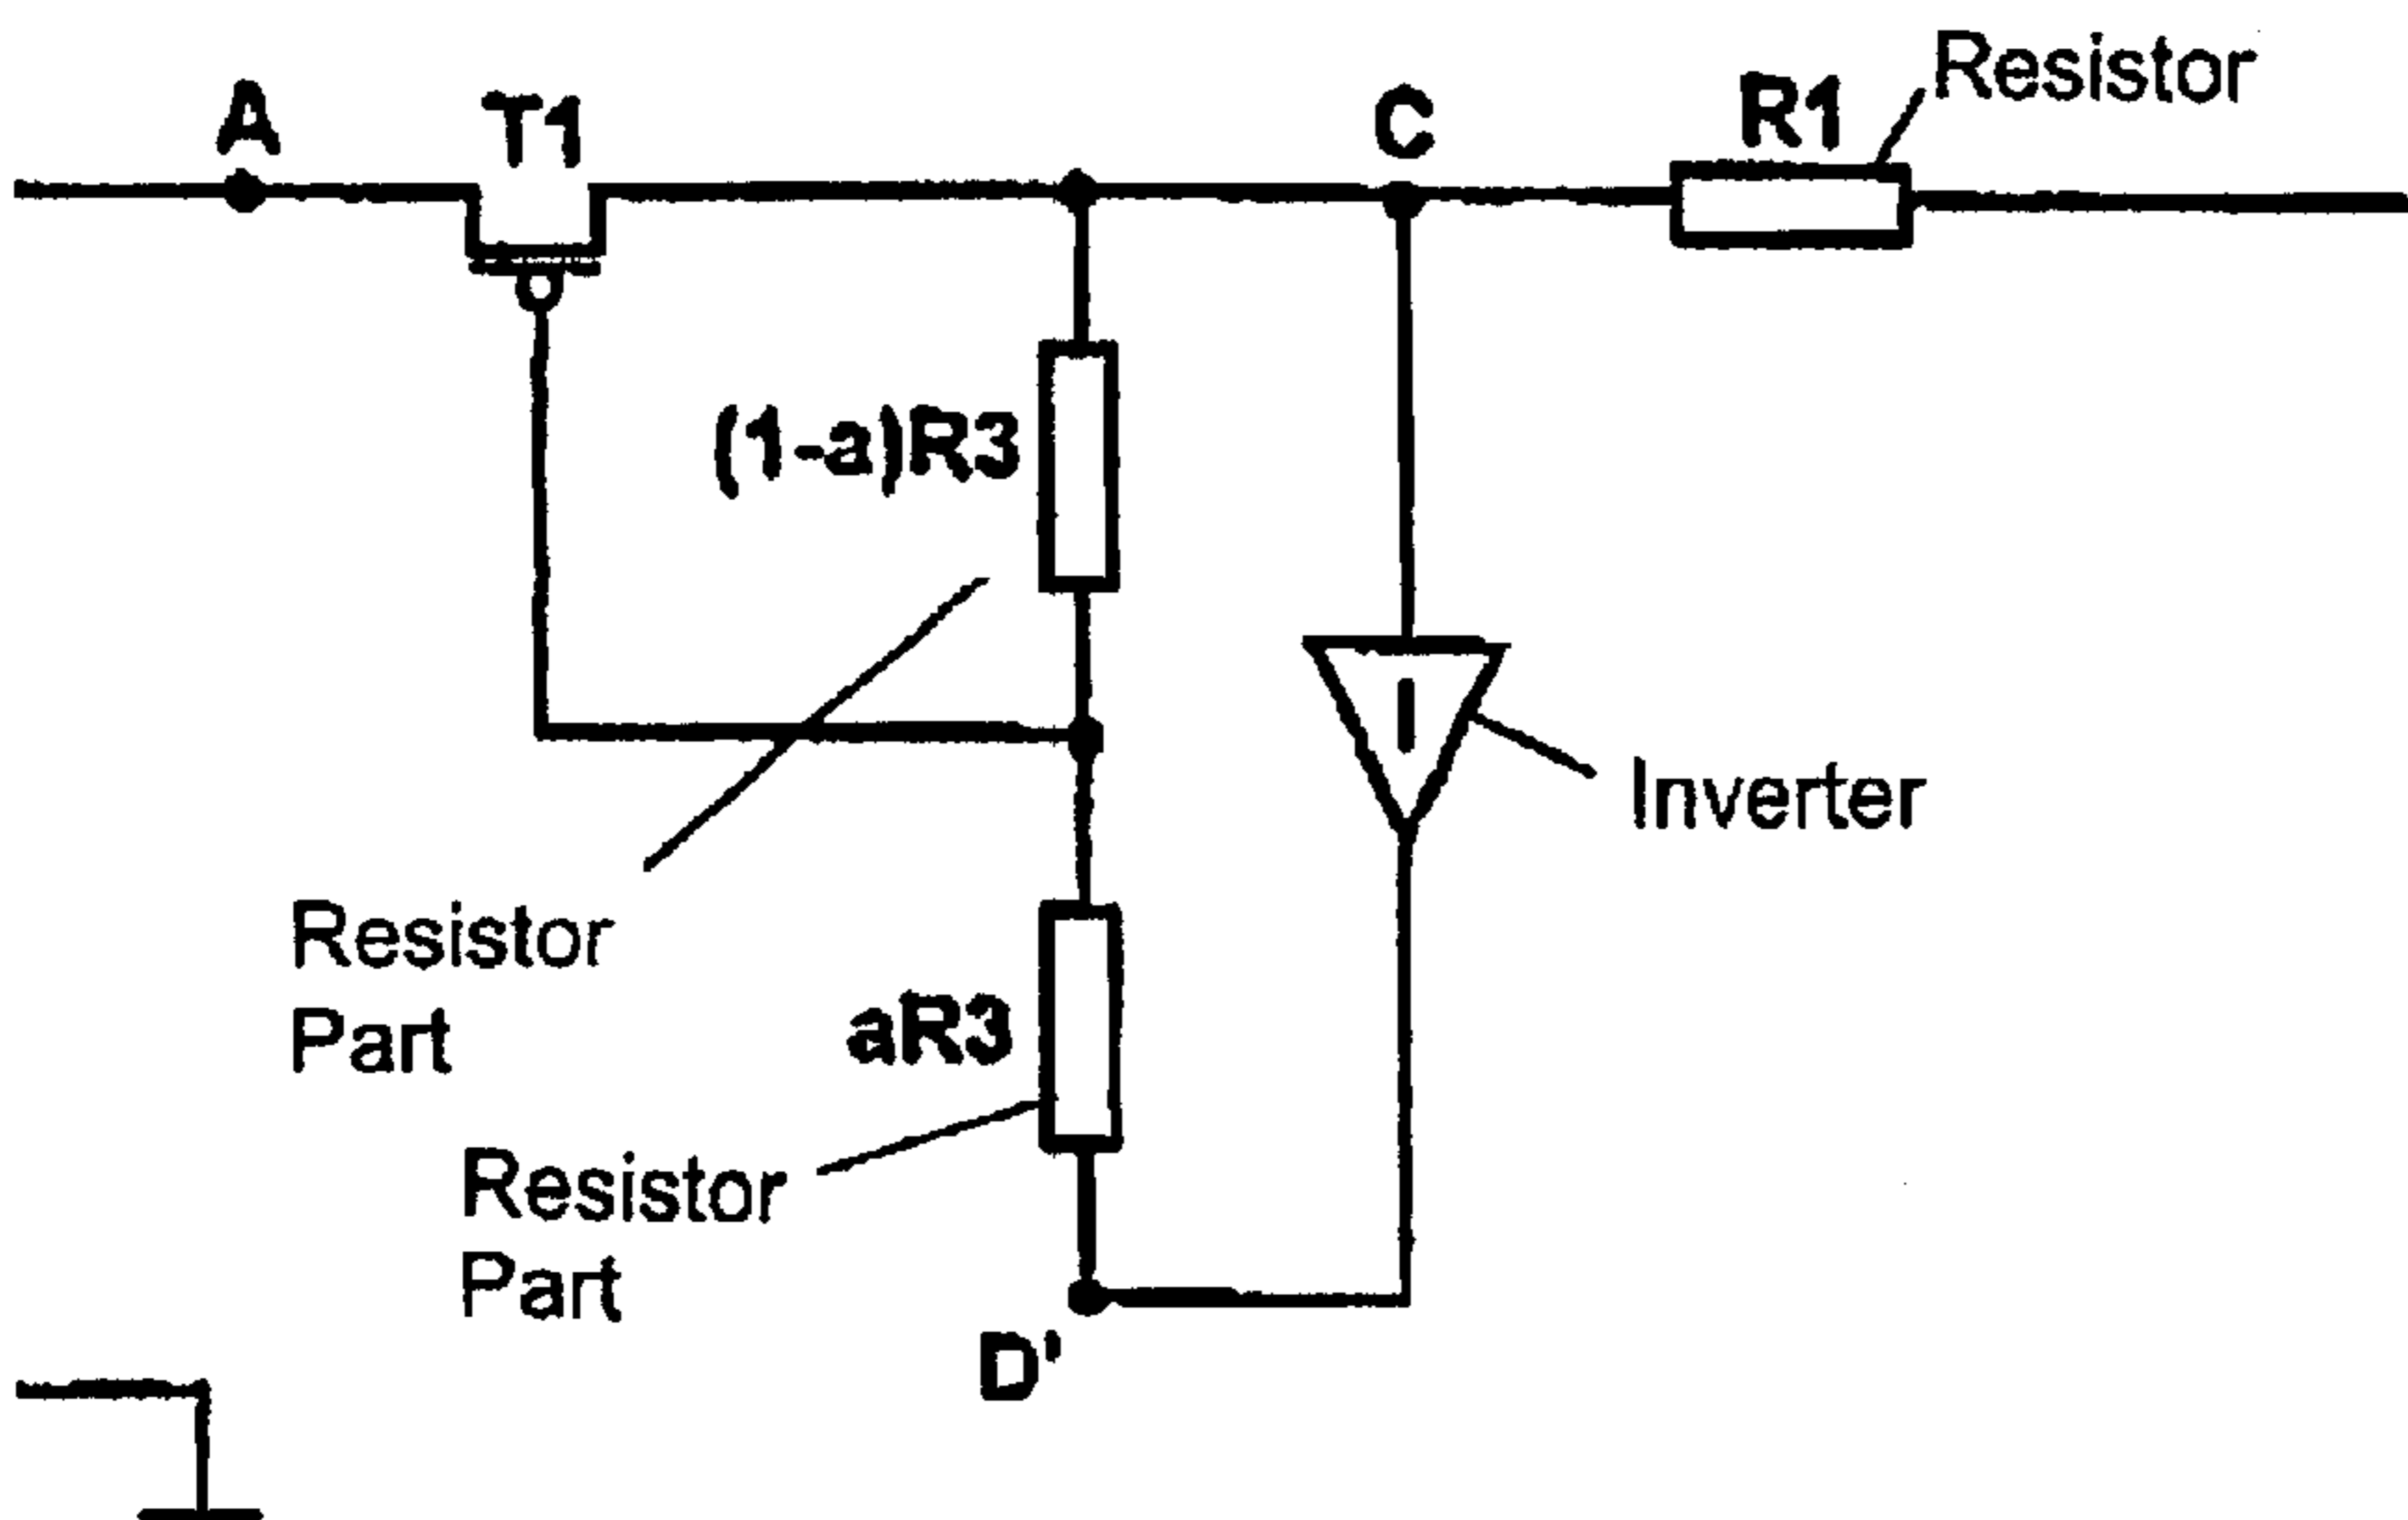 Resistor
A
T1
C
R1
(1-a)R3
I
Inverter
Resistor
Part
aR3
Resistor
Part
D'